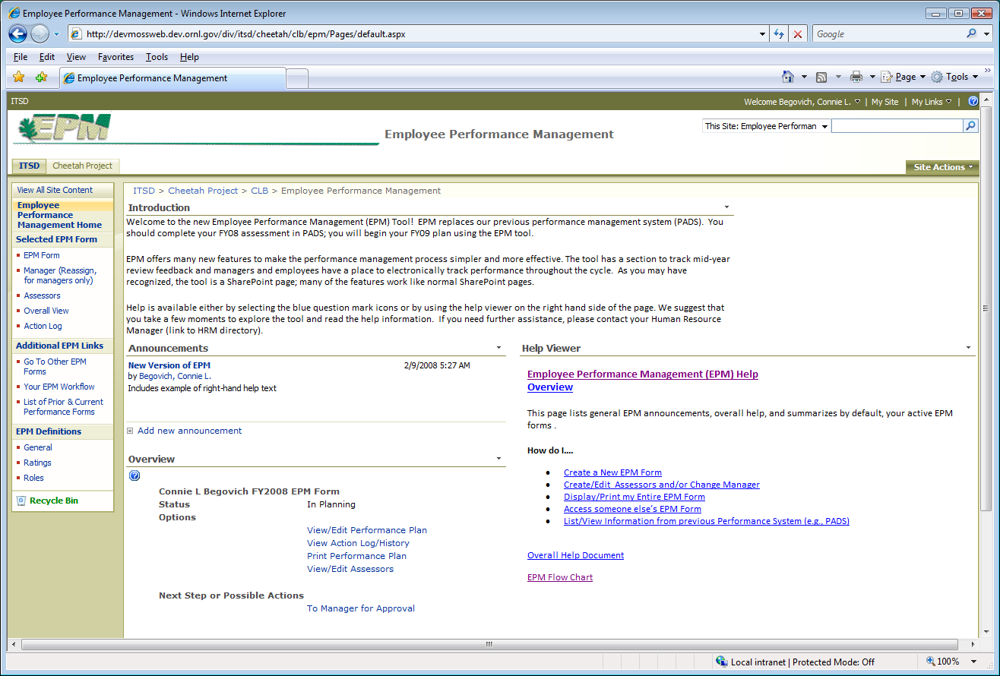 Employee Performance Management - Windows Internet Explorer
http://devmossweb.dev.ornl.gov/div/itsd/cheetah/clb/epm/Pages/default.aspx
Google
File Edit View Favorites Tools Help
Employee Performance Management
Page Tools
ITSD
Welcome Begovich, Connie L. | My Site | My Links |
EPM
Employee Performance Management
This Site: Employee Performan
ITSD Cheetah Project
Site Actions
View All Site Content
Employee
Performance
Management Home
Selected EPM Form
EPM Form
Manager (Reassign,
for managers only)
Assessors
Overall View
Action Log
Additional EPM Links
Go To Other EPM
Forms
Your EPM Workflow
List of Prior & Current
Performance Forms
EPM Definitions
General
Ratings
Roles
Recycle Bin
ITSD > Cheetah Project > CLB > Employee Performance Management
Introduction
Welcome to the new Employee Performance Management (EPM) Tool! EPM replaces our previous performance management system (PADS). You
should complete your FY08 assessment in PADS; you will begin your FY09 plan using the EPM tool.
EPM offers many new features to make the performance management process simpler and more effective. The tool has a section to track mid-year
review feedback and managers and employees have a place to electronically track performance throughout the cycle. As you may have
recognized, the tool is a SharePoint page; many of the features work like normal SharePoint pages.
Help is available either by selecting the blue question mark icons or by using the help viewer on the right hand side of the page. We suggest that
you take a few moments to explore the tool and read the help information. If you need further assistance, please contact your Human Resource
Manager (link to HRM directory).
Announcements
New Version of EPM 2/9/2008 5:27 AM
by Begovich, Connie L.
Includes example of right-hand help text
Add new announcement
Overview
Connie L Begovich FY2008 EPM Form
Status In Planning
Options
View/Edit Performance Plan
View Action Log/History
Print Performance Plan
View/Edit Assessors
Next Step or Possible Actions
To Manager for Approval
Help Viewer
Employee Performance Management (EPM) Help
Overview
This page lists general EPM announcements, overall help, and summarizes by default, your active EPM
forms .
How do I....
• Create a New EPM Form
• Create/Edit Assessors and/or Change Manager
• Display/Print my Entire EPM Form
• Access someone else's EPM Form
• List/View Information from previous Performance System (e.g., PADS)
Overall Help Document
EPM Flow Chart
Local intranet | Protected Mode: Off
100%